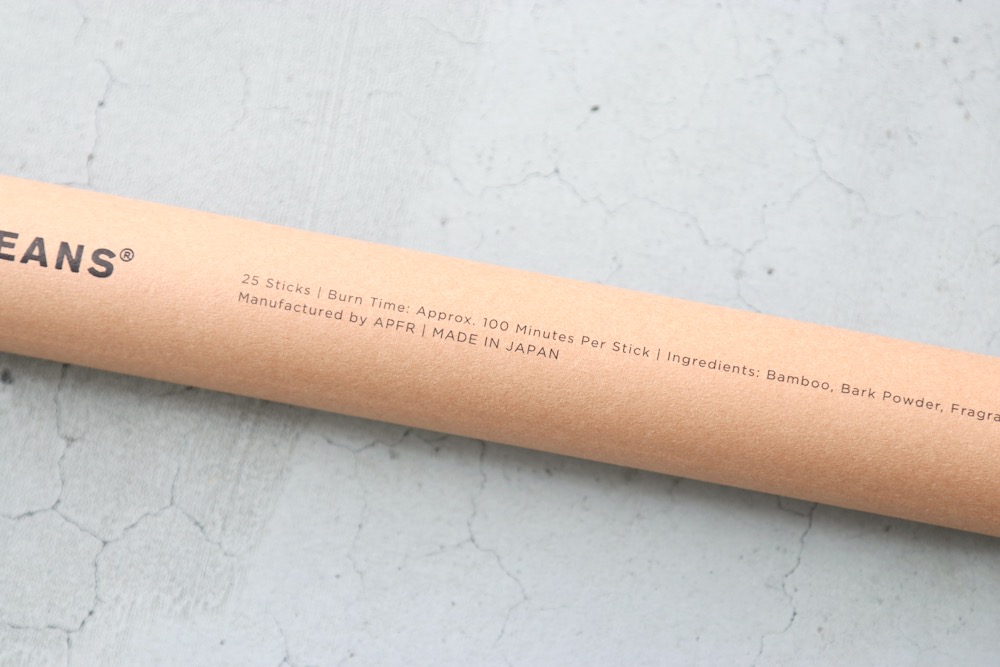 EANS®
25 Sticks | Burn Time: Approx. 100 Minutes Per Stick | Ingredients: Bamboo, Bark Powder, Fragra
Manufactured by APFR | MADE IN JAPAN